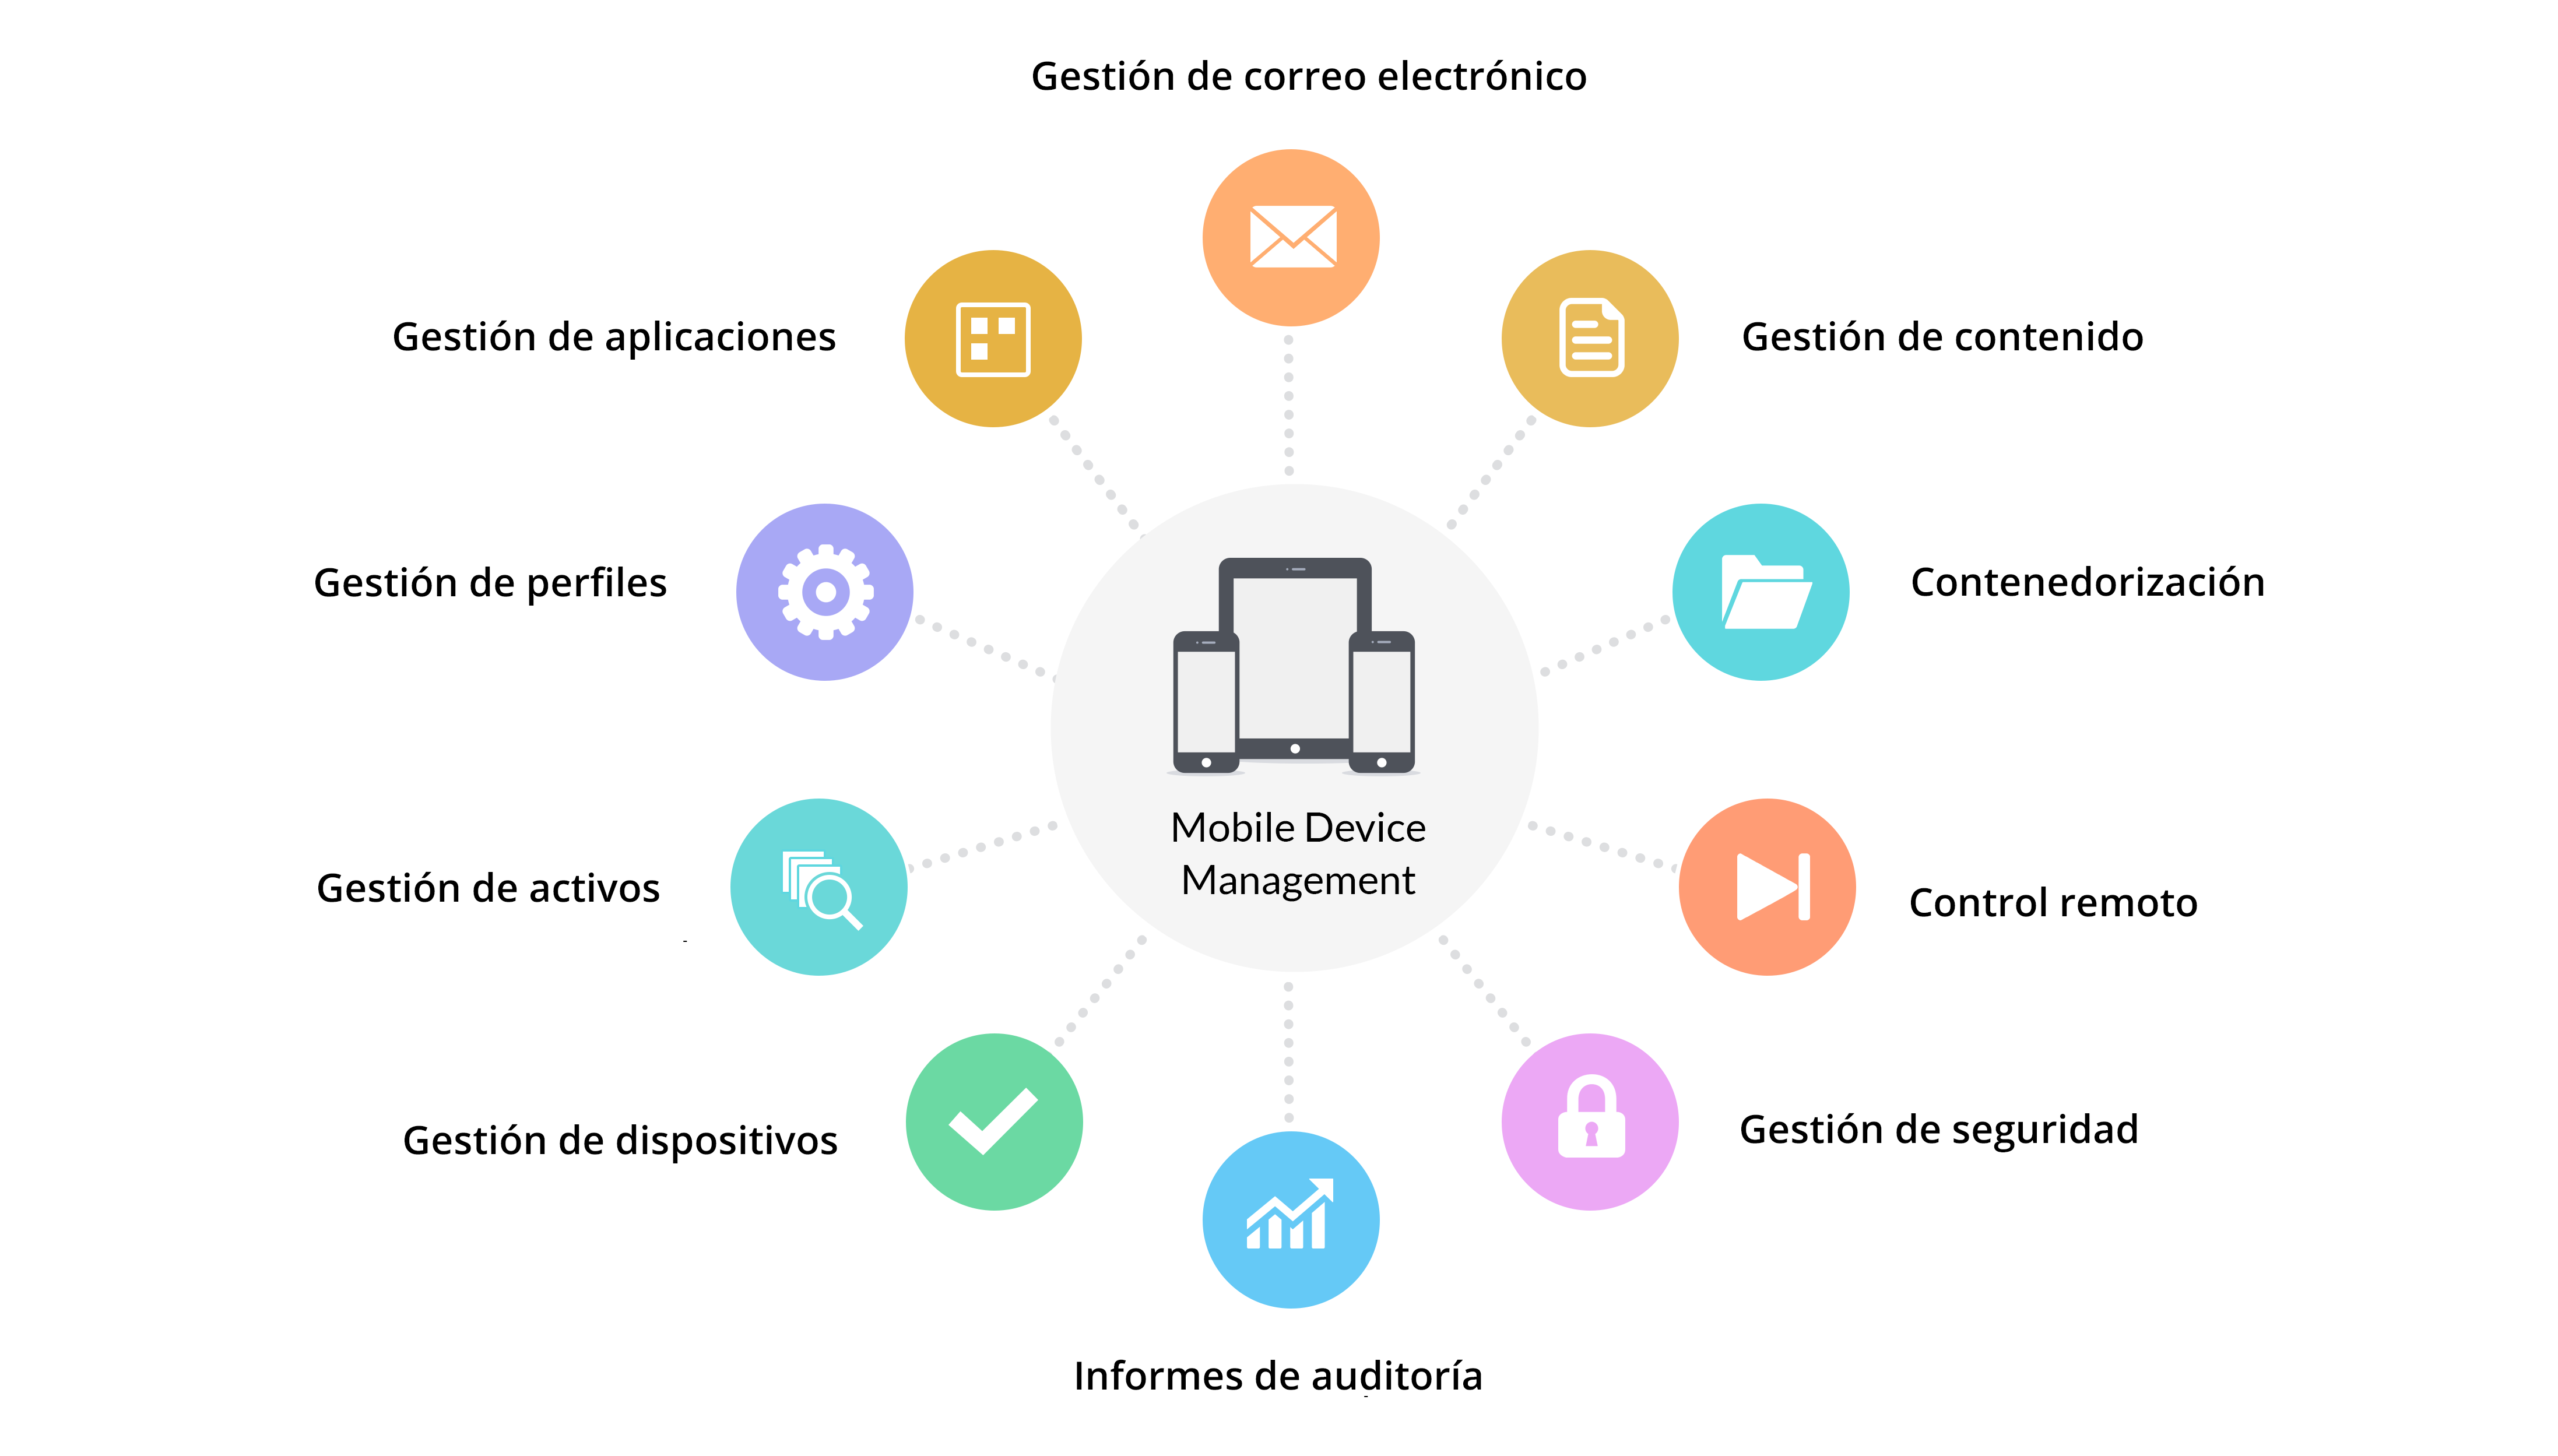 Gestión de correo electrónico
Gestión de aplicaciones
Gestión de contenido
Gestión de perfiles
Contenedorización
Mobile Device
Management
Gestión de activos
Control remoto
Gestión de dispositivos
Gestión de seguridad
Informes de auditoría